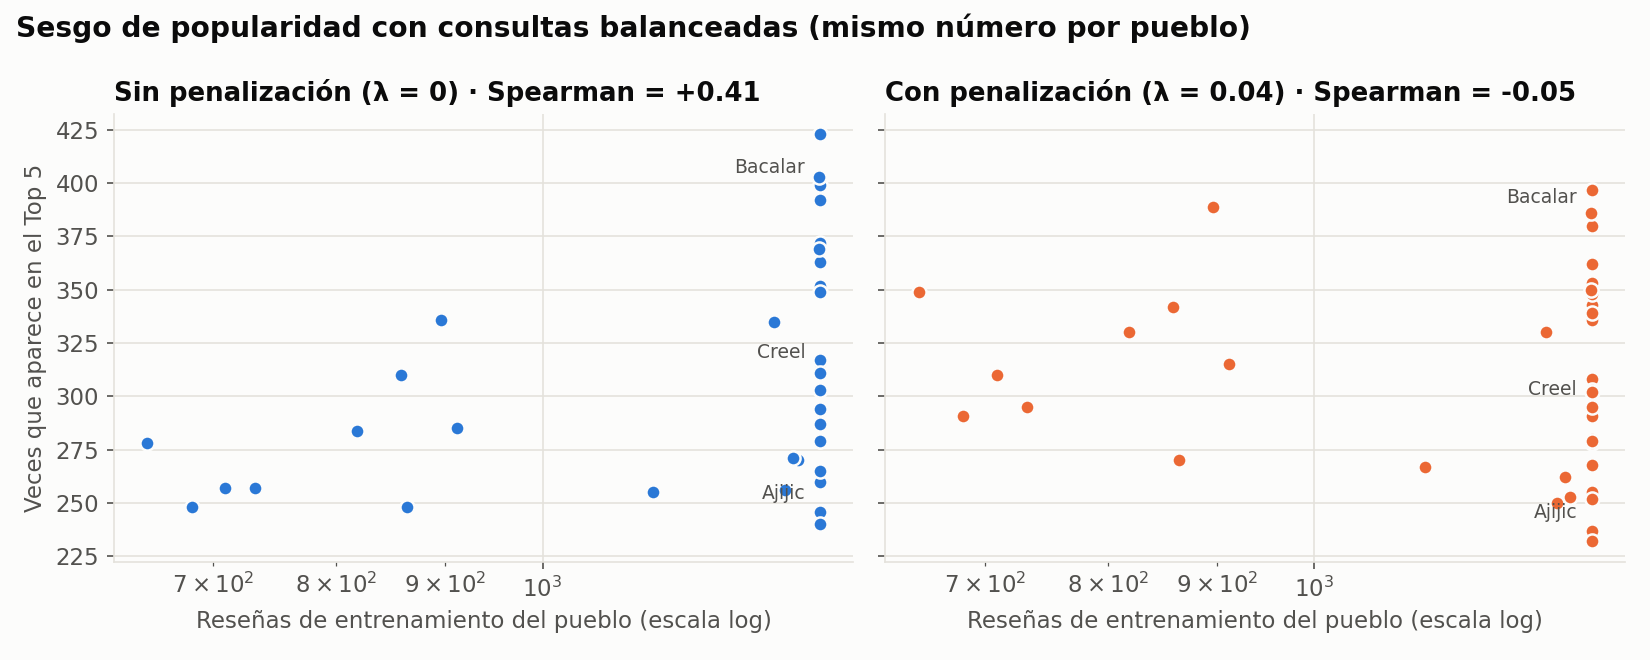 Sesgo de popularidad con consultas balanceadas (mismo número por pueblo)
Sin penalización (λ = 0) · Spearman = +0.41
Con penalización (λ = 0.04) · Spearman = -0.05
Veces que aparece en el Top 5
425
400
375
350
325
300
275
250
225
Bacalar
Creel
Ajijic
7 × 10²
8 × 10²
9 × 10²
10³
Reseñas de entrenamiento del pueblo (escala log)
Bacalar
Creel
Ajijic
7 × 10²
8 × 10²
9 × 10²
10³
Reseñas de entrenamiento del pueblo (escala log)